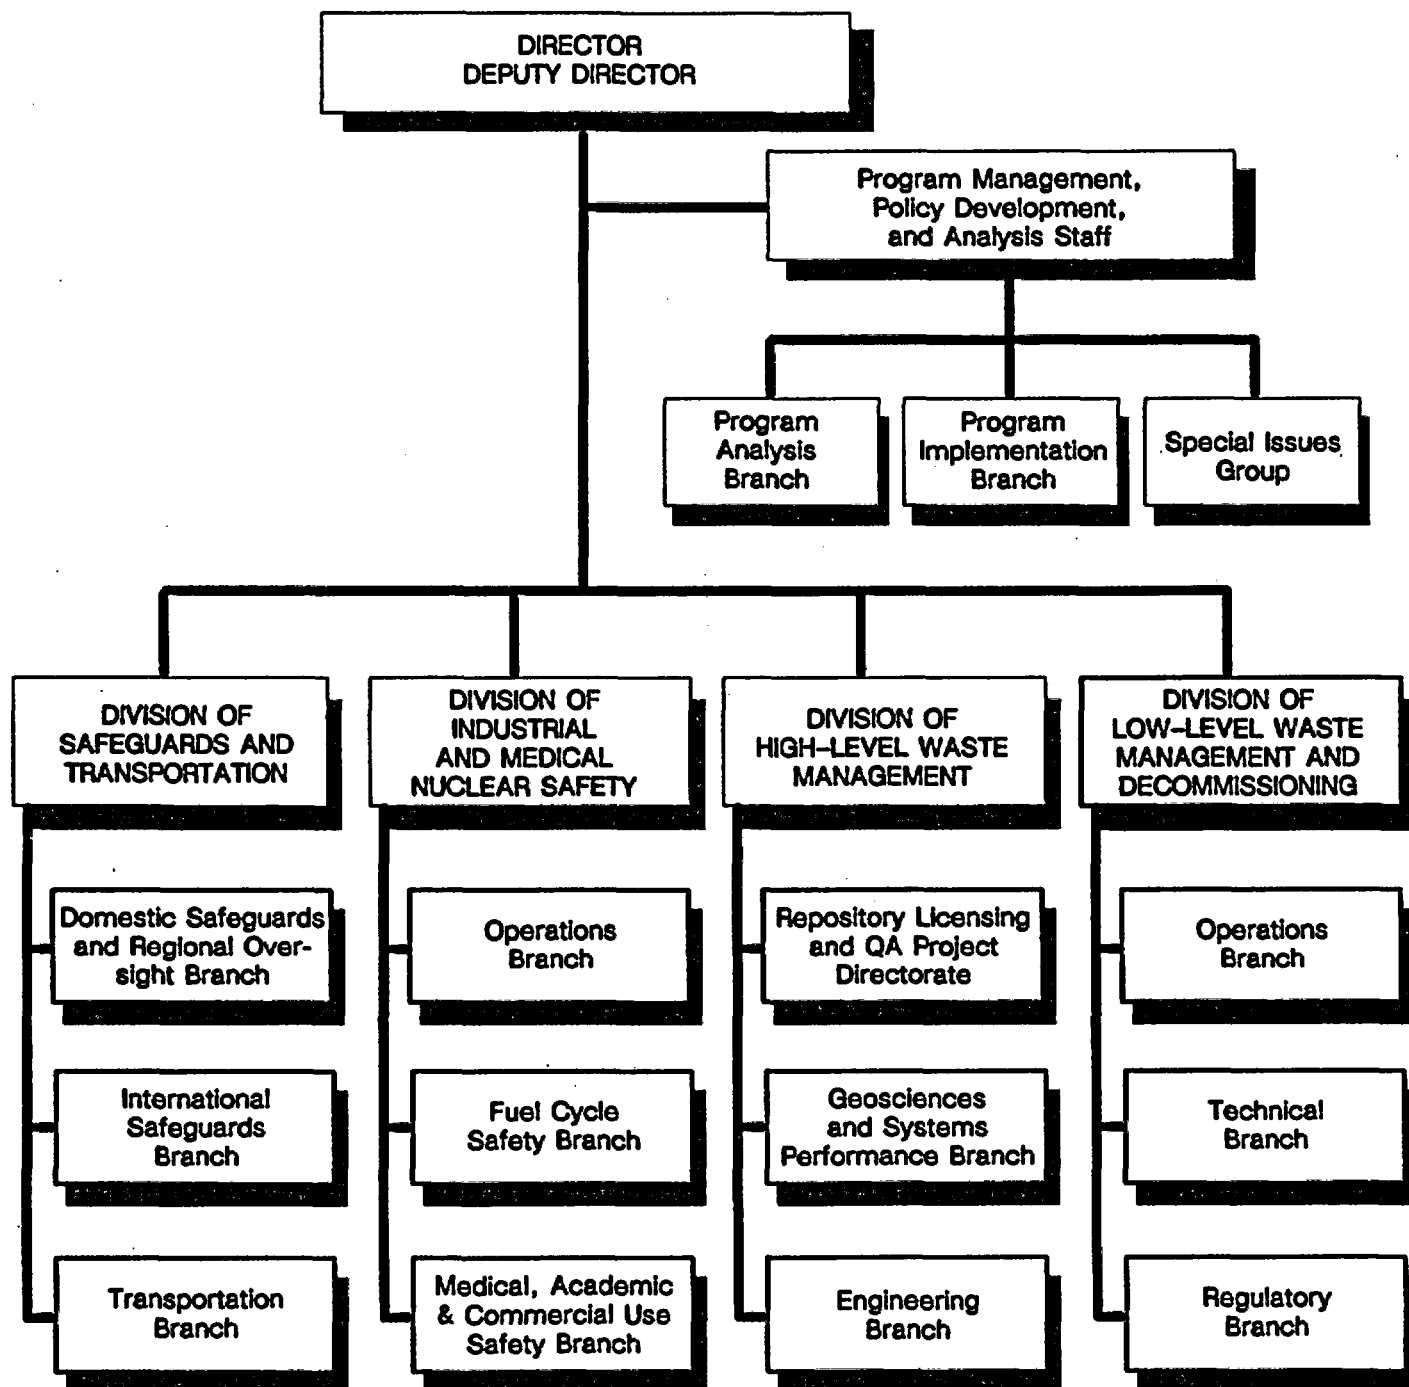 DIRECTOR
DEPUTY DIRECTOR
Program Management,
Policy Development,
and Analysis Staff
Program
Analysis
Branch
Program
Implementation
Branch
Special Issues
Group
DIVISION OF
SAFEGUARDS AND
TRANSPORTATION
DIVISION OF
INDUSTRIAL
AND MEDICAL
NUCLEAR SAFETY
DIVISION OF
HIGH-LEVEL WASTE
MANAGEMENT
DIVISION OF
LOW-LEVEL WASTE
MANAGEMENT AND
DECOMMISSIONING
Domestic Safeguards
and Regional Over-
sight Branch
Operations
Branch
Repository Licensing
and QA Project
Directorate
Operations
Branch
International
Safeguards
Branch
Fuel Cycle
Safety Branch
Geosciences
and Systems
Performance Branch
Technical
Branch
Transportation
Branch
Medical, Academic
& Commercial Use
Safety Branch
Engineering
Branch
Regulatory
Branch